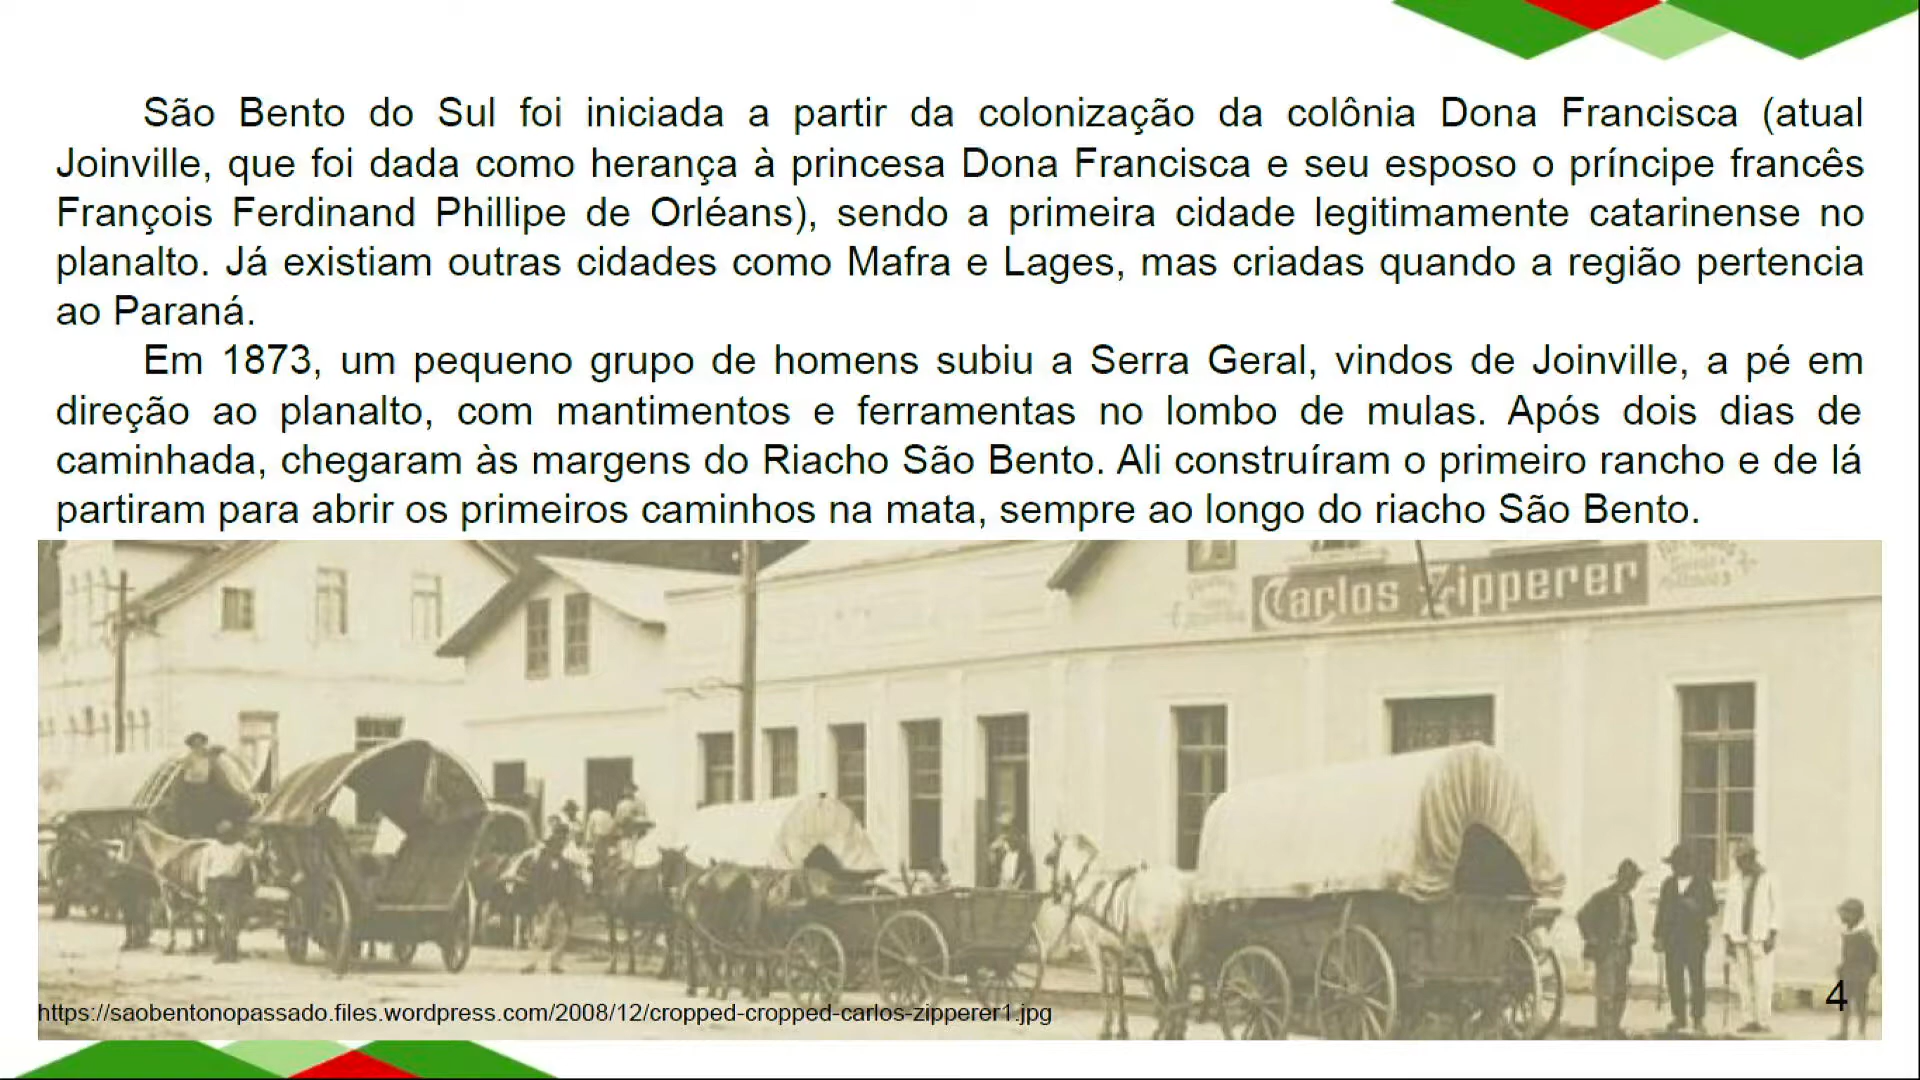 São Bento do Sul foi iniciada a partir da colonização da colônia Dona Francisca (atual
Joinville, que foi dada como herança à princesa Dona Francisca e seu esposo o príncipe francês
François Ferdinand Phillipe de Orléans), sendo a primeira cidade legitimamente catarinense no
planalto. Já existiam outras cidades como Mafra e Lages, mas criadas quando a região pertencia
ao Paraná.
Em 1873, um pequeno grupo de homens subiu a Serra Geral, vindos de Joinville, a pé em
direção ao planalto, com mantimentos e ferramentas no lombo de mulas. Após dois dias de
caminhada, chegaram às margens do Riacho São Bento. Ali construíram o primeiro rancho e de lá
partiram para abrir os primeiros caminhos na mata, sempre ao longo do riacho São Bento.
Carlos Zipperer
4
https://saobentonopassado.files.wordpress.com/2008/12/cropped-cropped-carlos-zipperer1.jpg